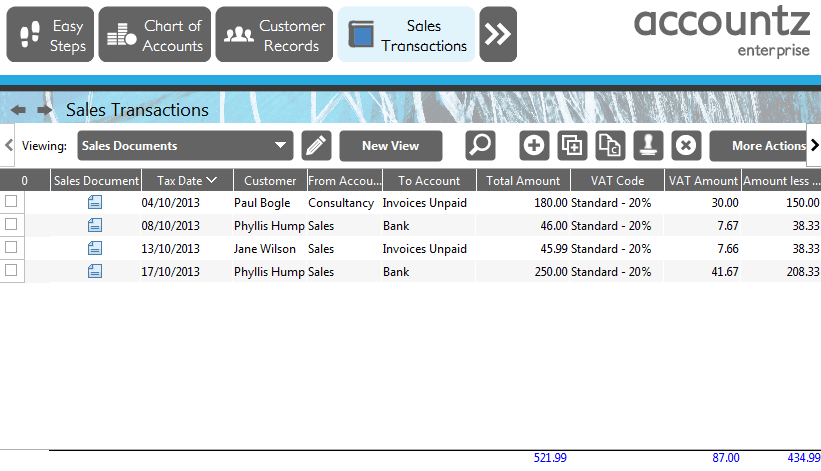 Easy Steps
Chart of Accounts
Customer Records
Sales Transactions
accountz
enterprise
Sales Transactions
Viewing: Sales Documents New View More Actions
0 Sales Document Tax Date Customer From Accou... To Account Total Amount VAT Code VAT Amount Amount less ...
04/10/2013 Paul Bogle Consultancy Invoices Unpaid 180.00 Standard - 20% 30.00 150.00
08/10/2013 Phyllis Hump Sales Bank 46.00 Standard - 20% 7.67 38.33
13/10/2013 Jane Wilson Sales Invoices Unpaid 45.99 Standard - 20% 7.66 38.33
17/10/2013 Phyllis Hump Sales Bank 250.00 Standard - 20% 41.67 208.33
521.99 87.00 434.99